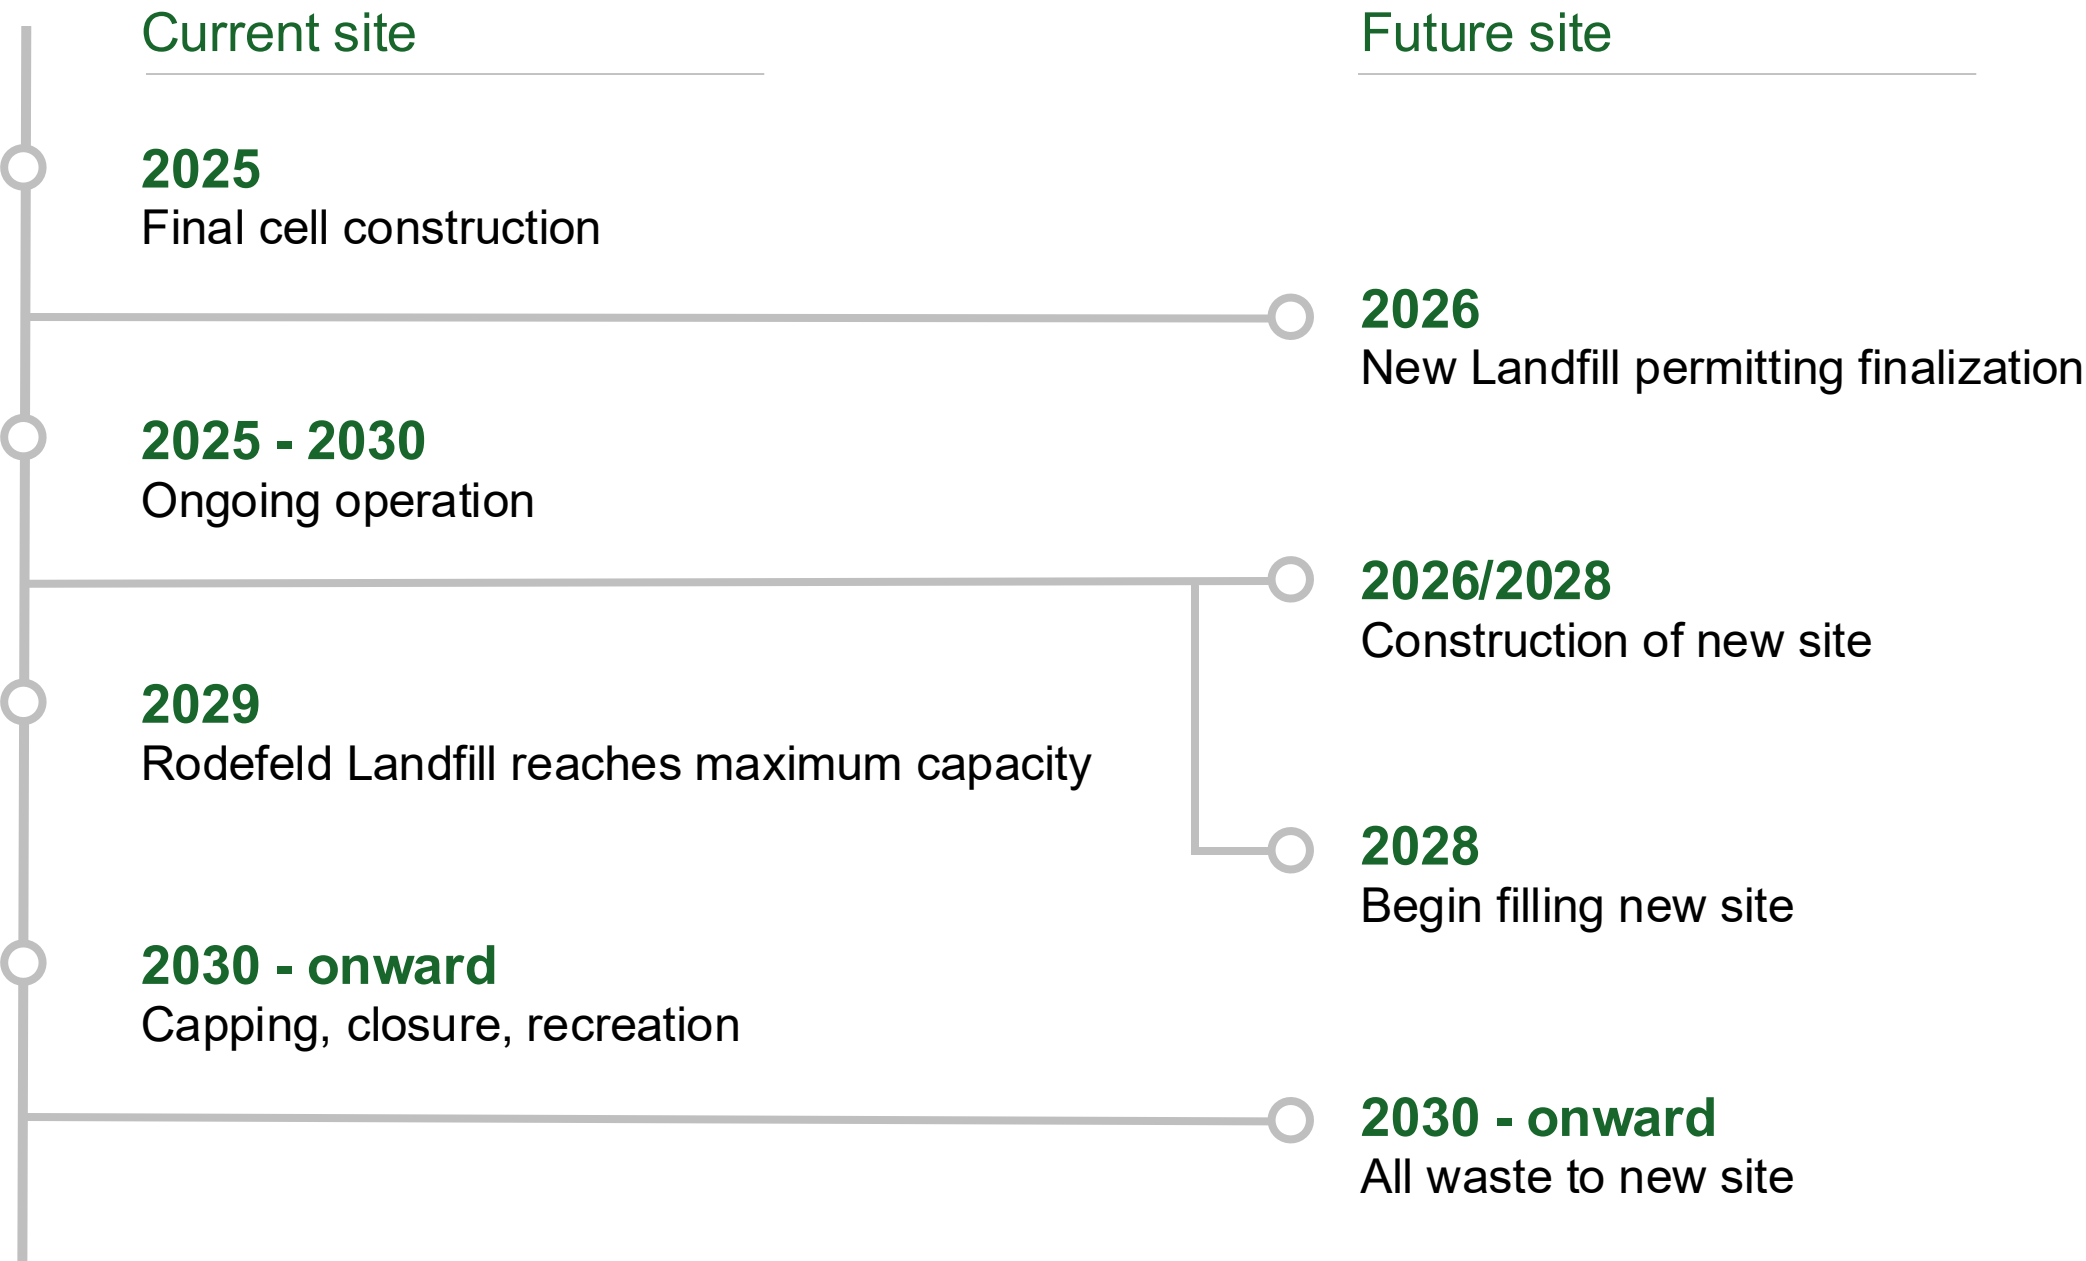 Current site
Future site
2025
Final cell construction
2026
New Landfill permitting finalization
2025 - 2030
Ongoing operation
2026/2028
Construction of new site
2029
Rodefeld Landfill reaches maximum capacity
2028
Begin filling new site
2030 - onward
Capping, closure, recreation
2030 - onward
All waste to new site